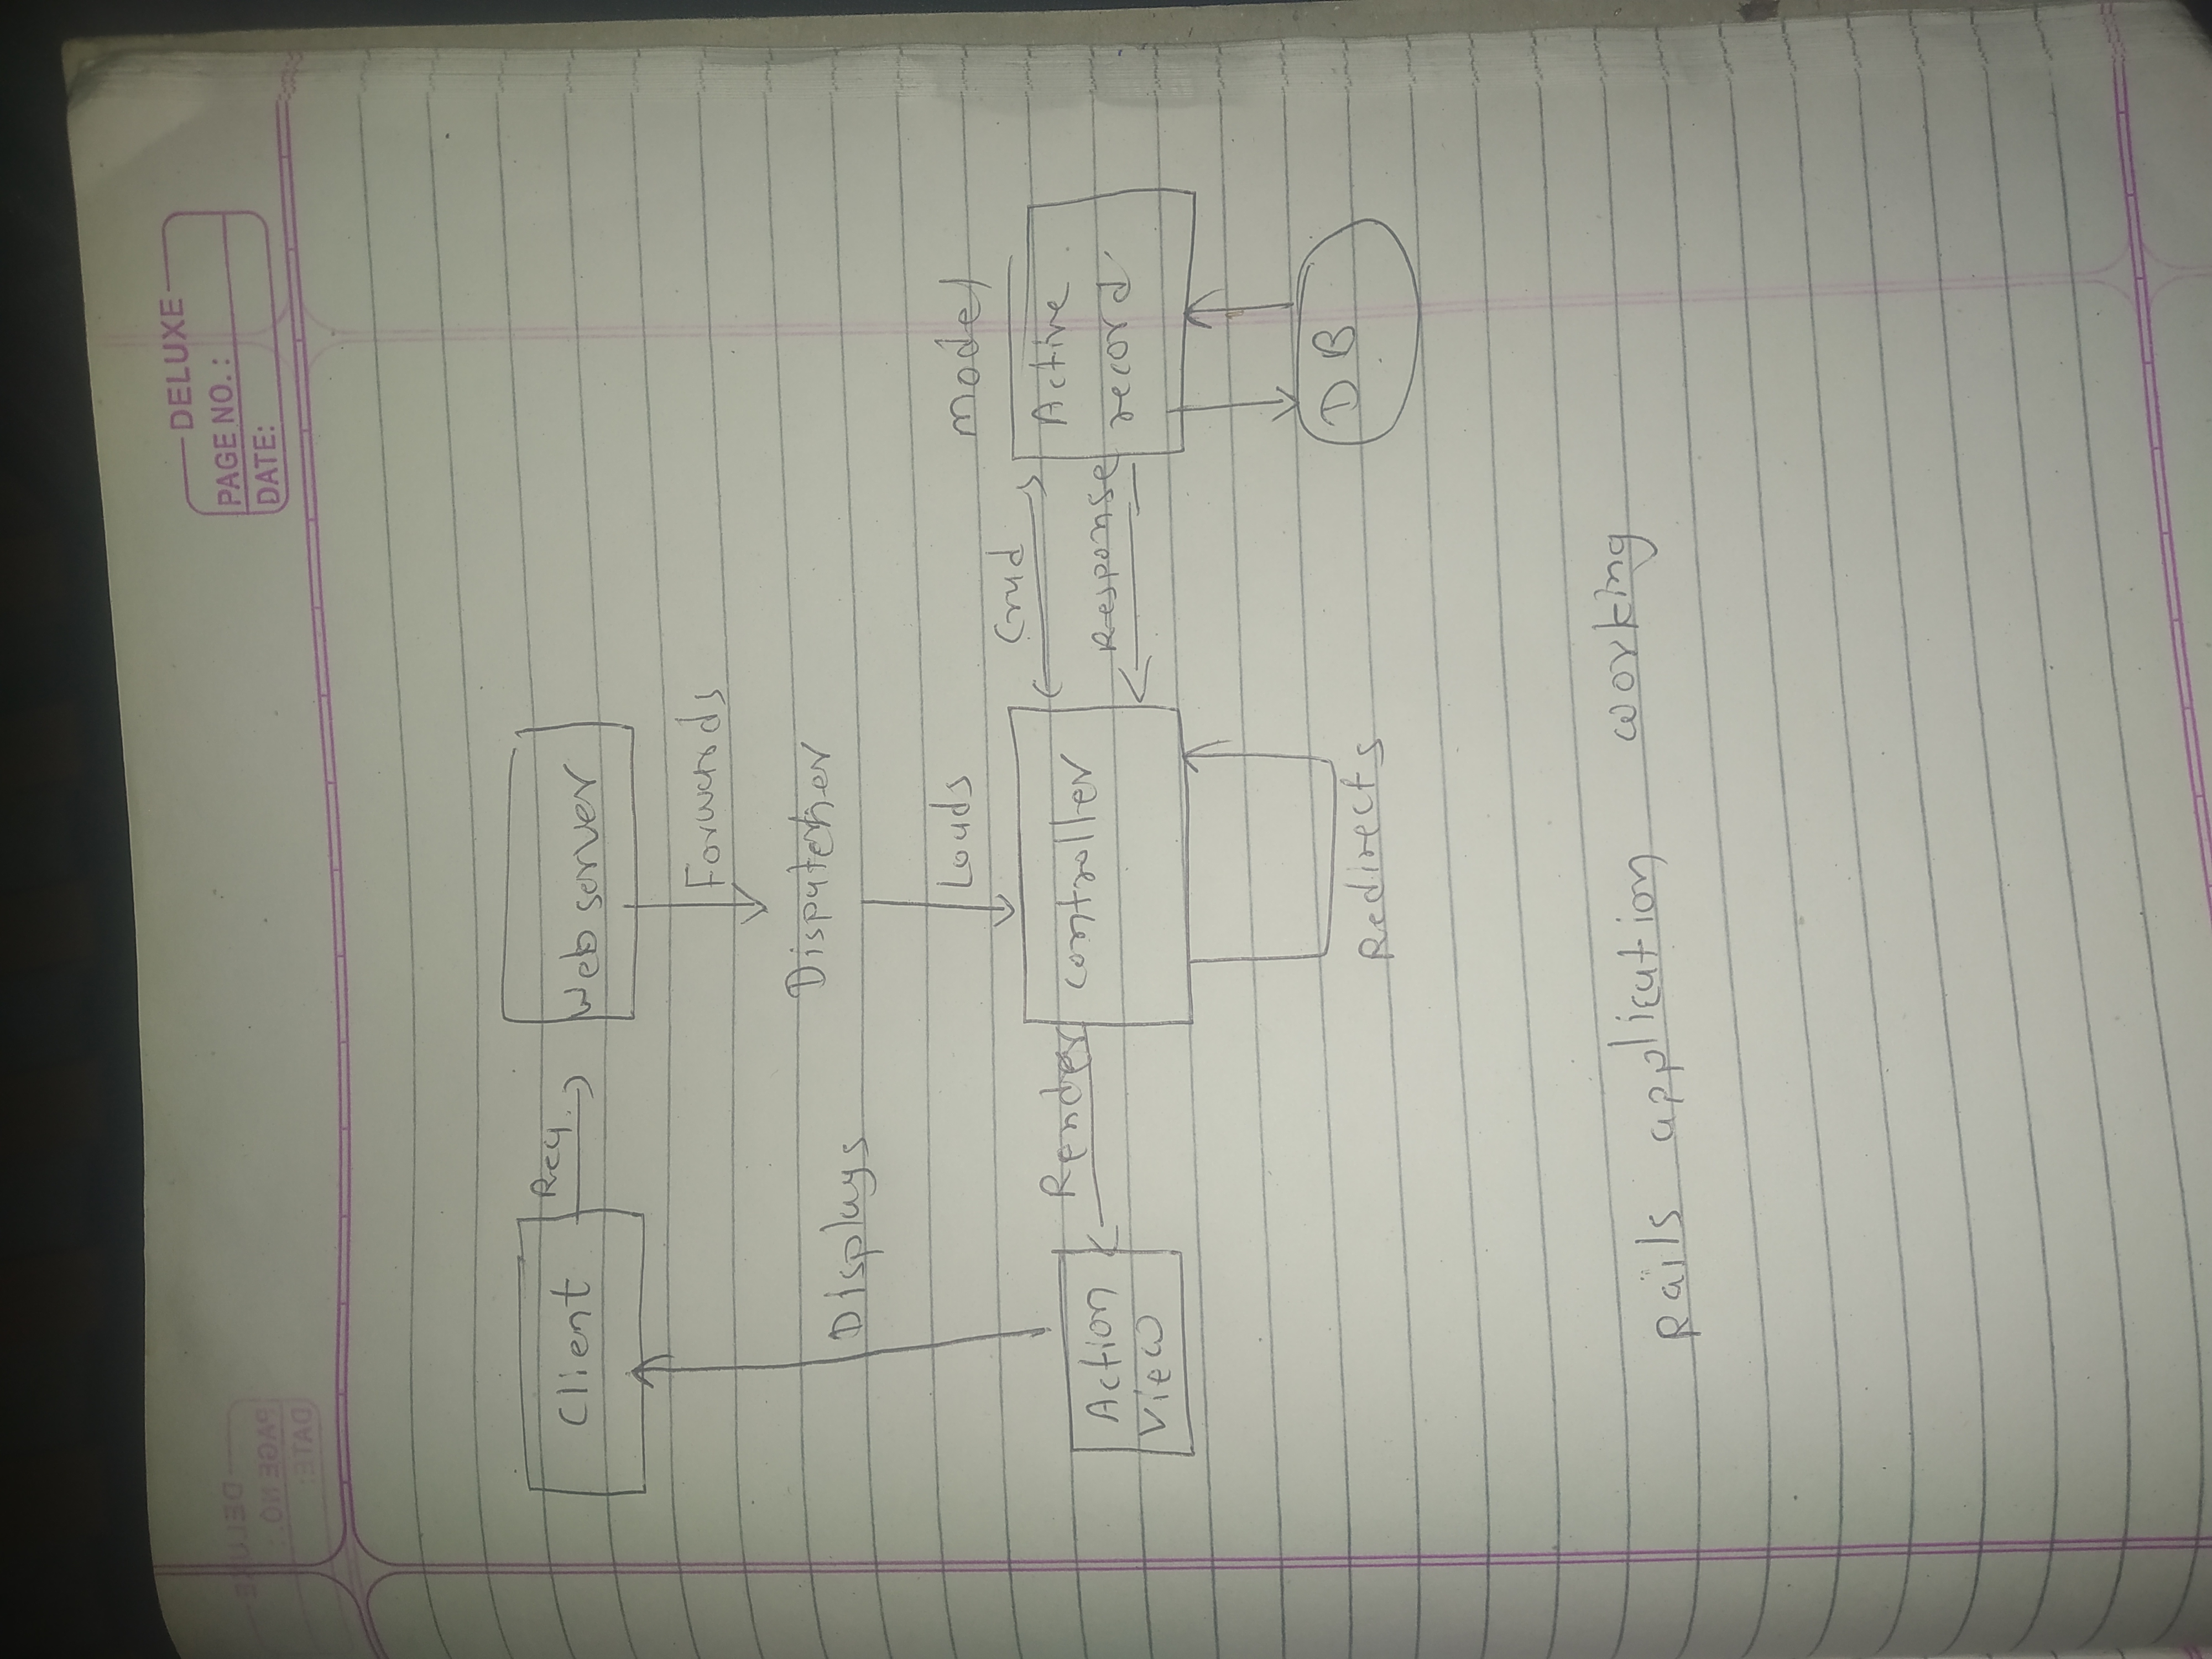 DELUXE
PAGE NO. :
DATE:
Client
Req.
Web server
Forwards
Dispatcher
Displays
Loads
Model
Crud
Render
Controller
Active
Action
Response
record
View
DB
Redirects
Rails application working